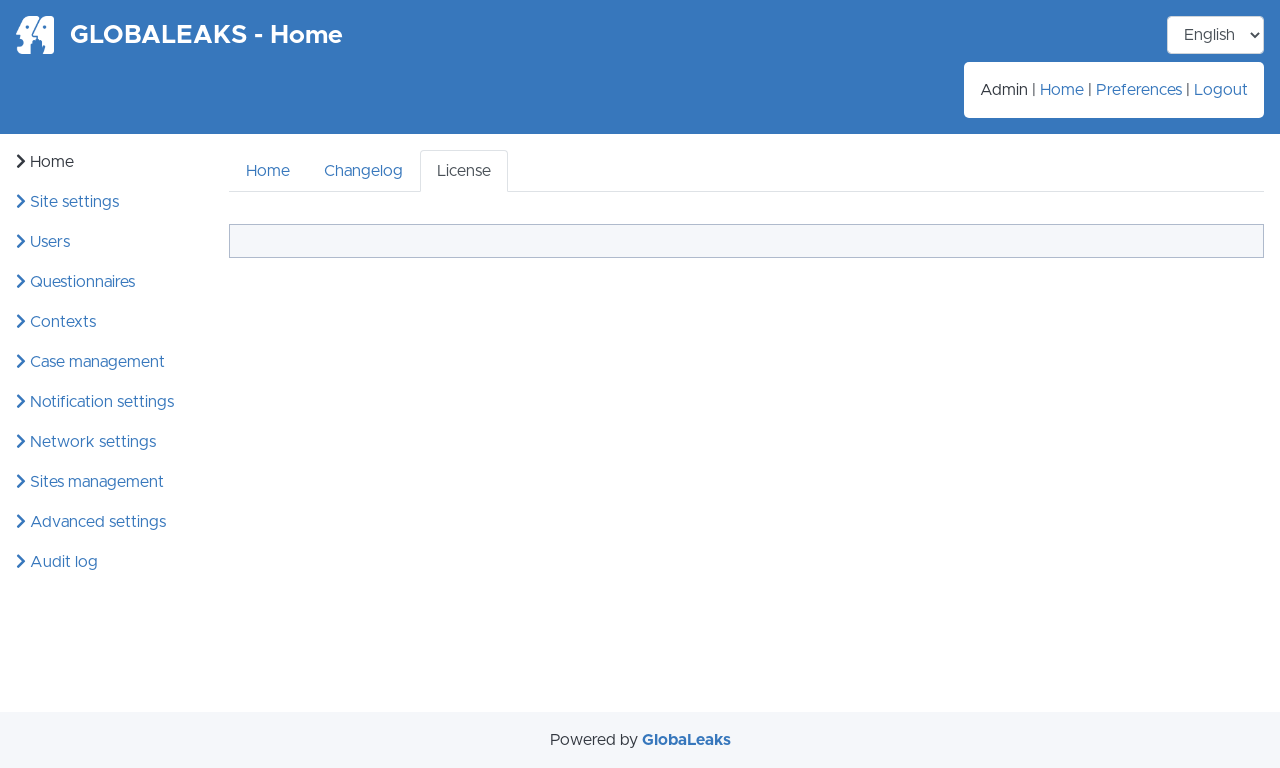 GLOBALEAKS - Home
English
Admin | Home | Preferences | Logout
Home
Site settings
Users
Questionnaires
Contexts
Case management
Notification settings
Network settings
Sites management
Advanced settings
Audit log
Home Changelog License
Powered by GlobaLeaks